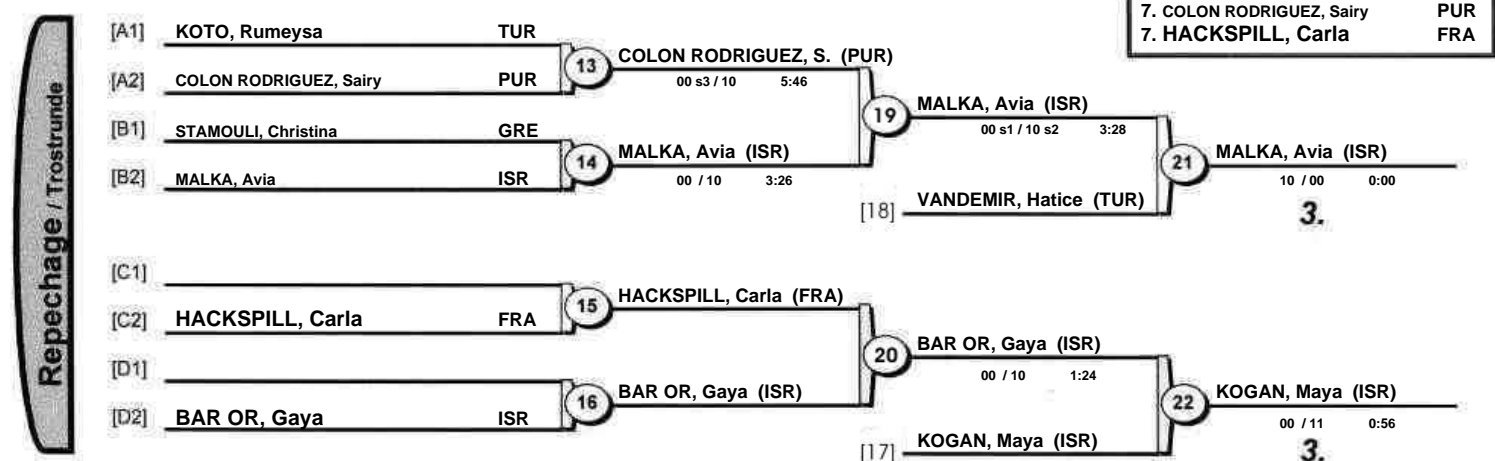 7. COLON RODRIGUEZ, Sairy PUR
7. HACKSPILL, Carla FRA
Repechage / Trostrunde
[A1] KOTO, Rumeysa TUR
[A2] COLON RODRIGUEZ, Sairy PUR
13
COLON RODRIGUEZ, S. (PUR)
00 s3 / 10 5:46
[B1] STAMOULI, Christina GRE
[B2] MALKA, Avia ISR
14
MALKA, Avia (ISR)
00 / 10 3:26
19
MALKA, Avia (ISR)
00 s1 / 10 s2 3:28
[18] VANDEMIR, Hatice (TUR)
21
MALKA, Avia (ISR)
10 / 00 0:00
3.
[C1]
[C2] HACKSPILL, Carla FRA
15
HACKSPILL, Carla (FRA)
[D1]
[D2] BAR OR, Gaya ISR
16
BAR OR, Gaya (ISR)
20
BAR OR, Gaya (ISR)
00 / 10 1:24
[17] KOGAN, Maya (ISR)
22
KOGAN, Maya (ISR)
00 / 11 0:56
3.